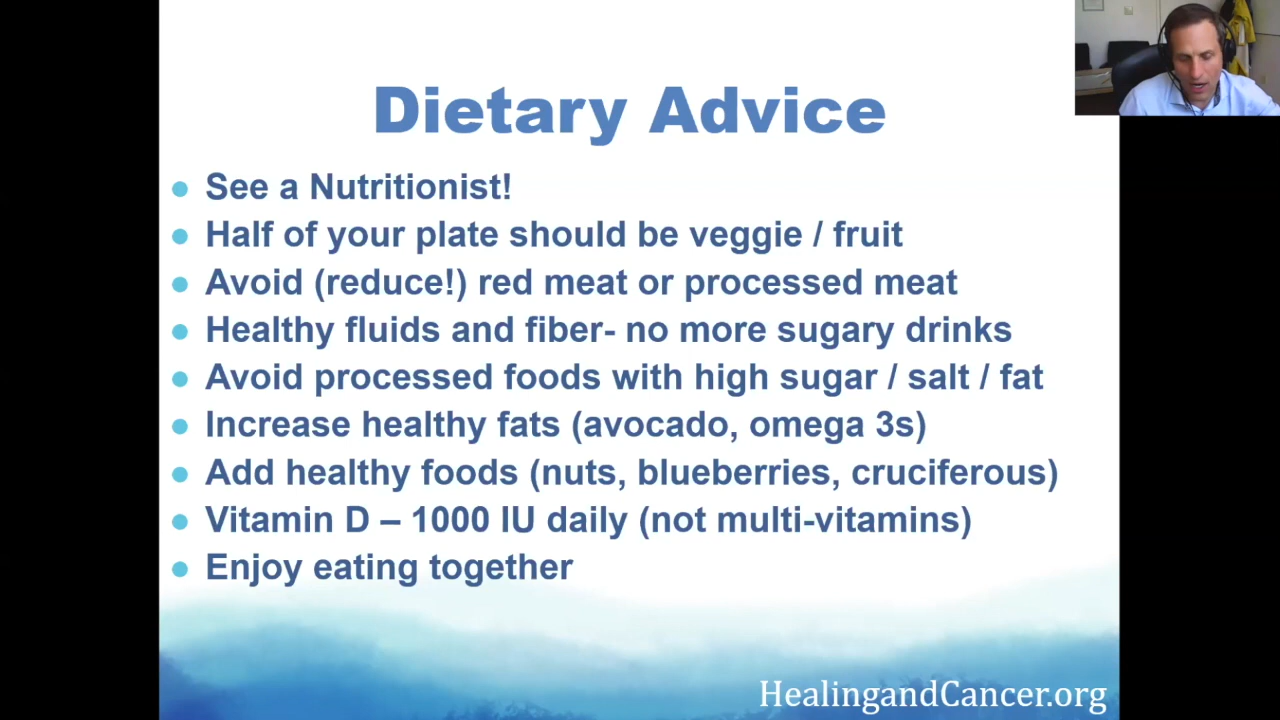 Dietary Advice
See a Nutritionist!
Half of your plate should be veggie / fruit
Avoid (reduce!) red meat or processed meat
Healthy fluids and fiber- no more sugary drinks
Avoid processed foods with high sugar / salt / fat
Increase healthy fats (avocado, omega 3s)
Add healthy foods (nuts, blueberries, cruciferous)
Vitamin D – 1000 IU daily (not multi-vitamins)
Enjoy eating together
HealingandCancer.org